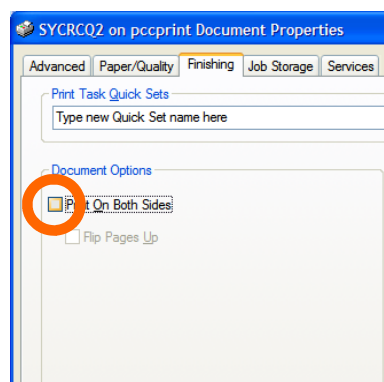 SYCRCQ2 on pccprint Document Properties
Advanced Paper/Quality Finishing Job Storage Services
Print Task Quick Sets
Type new Quick Set name here
Document Options
Print On Both Sides
Flip Pages Up